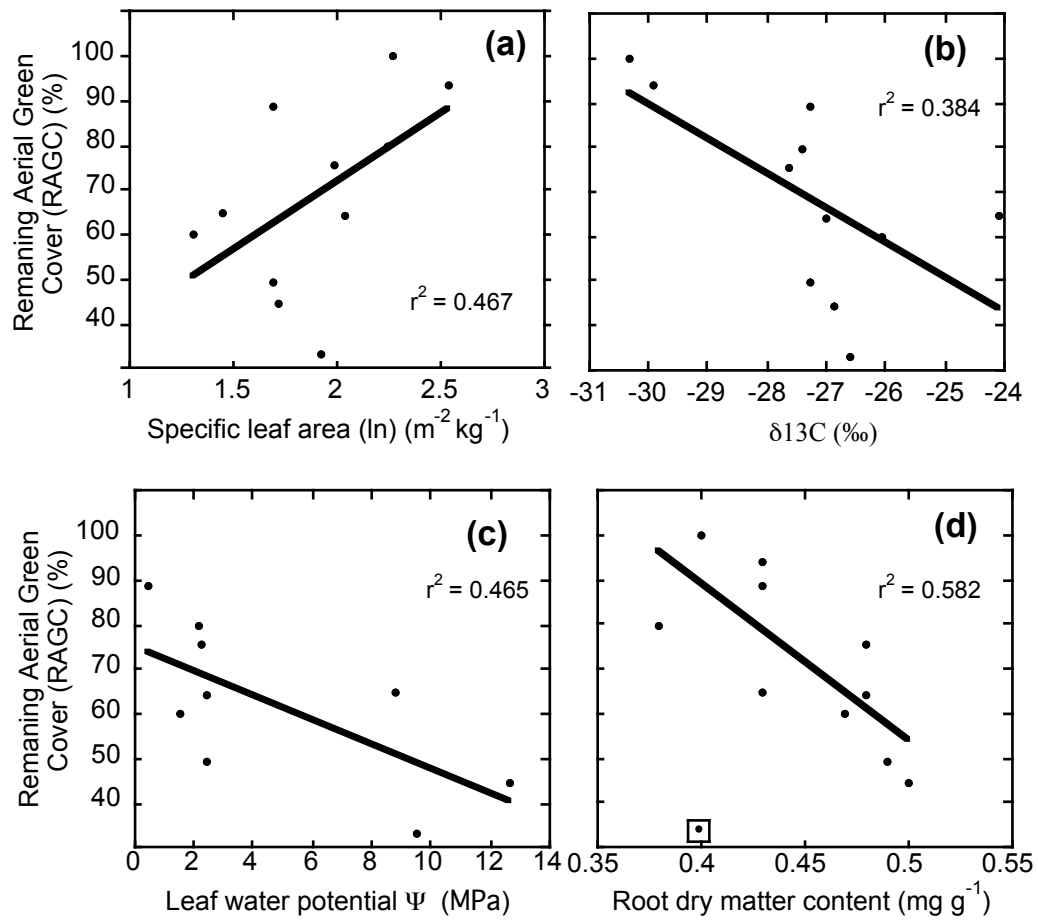 (a)
Remaning Aerial Green
Cover (RAGC) (%)
100
90
80
70
60
50
40
r² = 0.467
1 1.5 2 2.5 3
Specific leaf area (ln) (m⁻² kg⁻¹)
(b)
r² = 0.384
-31 -30 -29 -28 -27 -26 -25 -24
δ13C (‰)
(c)
Remaning Aerial Green
Cover (RAGC) (%)
100
90
80
70
60
50
40
r² = 0.465
0 2 4 6 8 10 12 14
Leaf water potential Ψ (MPa)
(d)
r² = 0.582
0.35 0.4 0.45 0.5 0.55
Root dry matter content (mg g⁻¹)